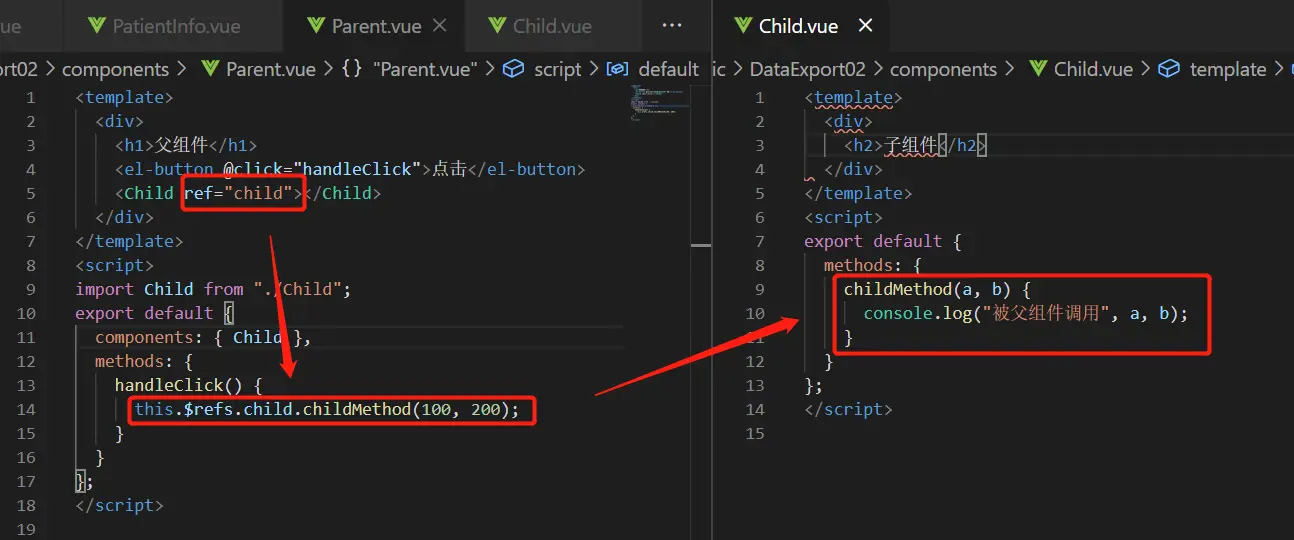 ue
PatientInfo.vue
Parent.vue
Child.vue
···
Child.vue
ort02 > components > Parent.vue > {} "Parent.vue" > script > default
ic > DataExport02 > components > Child.vue > template >
1 <template>
2 <div>
3 <h1>父组件</h1>
4 <el-button @click="handleClick">点击</el-button>
5 <Child ref="child"></Child>
6 </div>
7 </template>
8 <script>
9 import Child from "./Child";
10 export default {
11 components: { Child },
12 methods: {
13 handleClick() {
14 this.$refs.child.childMethod(100, 200);
15 }
16 }
17 };
18 </script>
19
1 <template>
2 <div>
3 <h2>子组件</h2>
4 </div>
5 </template>
6 <script>
7 export default {
8 methods: {
9 childMethod(a, b) {
10 console.log("被父组件调用", a, b);
11 }
12 }
13 };
14 </script>
15